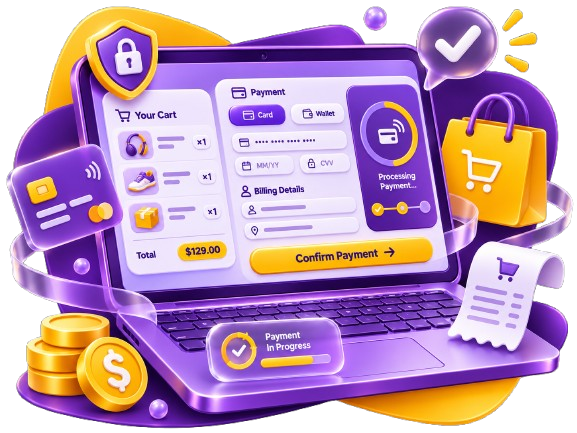 Your Cart
×1
×1
×1
Total
$129.00
Payment
Card
Wallet
•••• •••• •••• ••••
MM/YY
CVV
Billing Details
Confirm Payment →
Processing
Payment...
Payment
In Progress
$